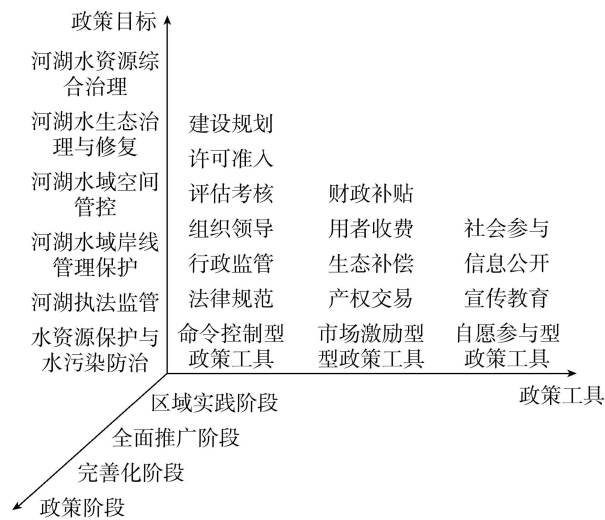 政策目标
河湖水资源综
合治理
河湖水生态治
理与修复
河湖水域空间
管控
河湖水域岸线
管理保护
河湖执法监管
水资源保护与
水污染防治
建设规划
许可准入
评估考核
组织领导
行政监管
法律规范
命令控制型
政策工具
财政补贴
用者收费
生态补偿
产权交易
市场激励型
型政策工具
社会参与
信息公开
宣传教育
自愿参与型
政策工具
政策工具
区域实践阶段
全面推广阶段
完善化阶段
政策阶段